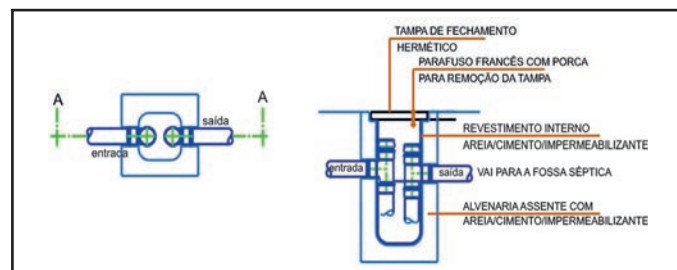 A
A
saída
entrada
TAMPA DE FECHAMENTO
HERMÉTICO
PARAFUSO FRANCÊS COM PORCA
PARA REMOÇÃO DA TAMPA
REVESTIMENTO INTERNO
AREIA/CIMENTO/IMPERMEABILIZANTE
entrada
saída
VAI PARA A FOSSA SÉPTICA
ALVENARIA ASSENTE COM
AREIA/CIMENTO/IMPERMEABILIZANTE